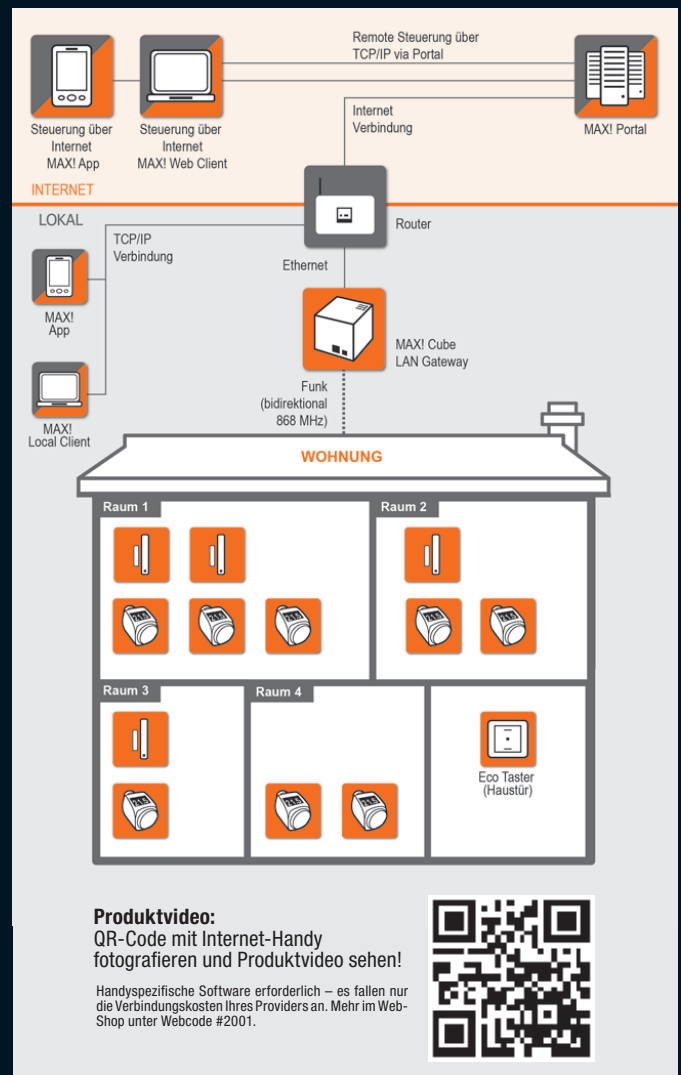 Remote Steuerung über
TCP/IP via Portal
Steuerung über
Internet
MAX! App
Steuerung über
Internet
MAX! Web Client
Internet
Verbindung
MAX! Portal
INTERNET
LOKAL
TCP/IP
Verbindung
Router
Ethernet
MAX!
App
MAX! Cube
LAN Gateway
Funk
(bidirektional
868 MHz)
MAX!
Local Client
WOHNUNG
Raum 1
Raum 2
Raum 3
Raum 4
Eco Taster
(Haustür)
Produktvideo:
QR-Code mit Internet-Handy
fotografieren und Produktvideo sehen!
Handyspezifische Software erforderlich – es fallen nur
die Verbindungskosten Ihres Providers an. Mehr im Web-
Shop unter Webcode #2001.